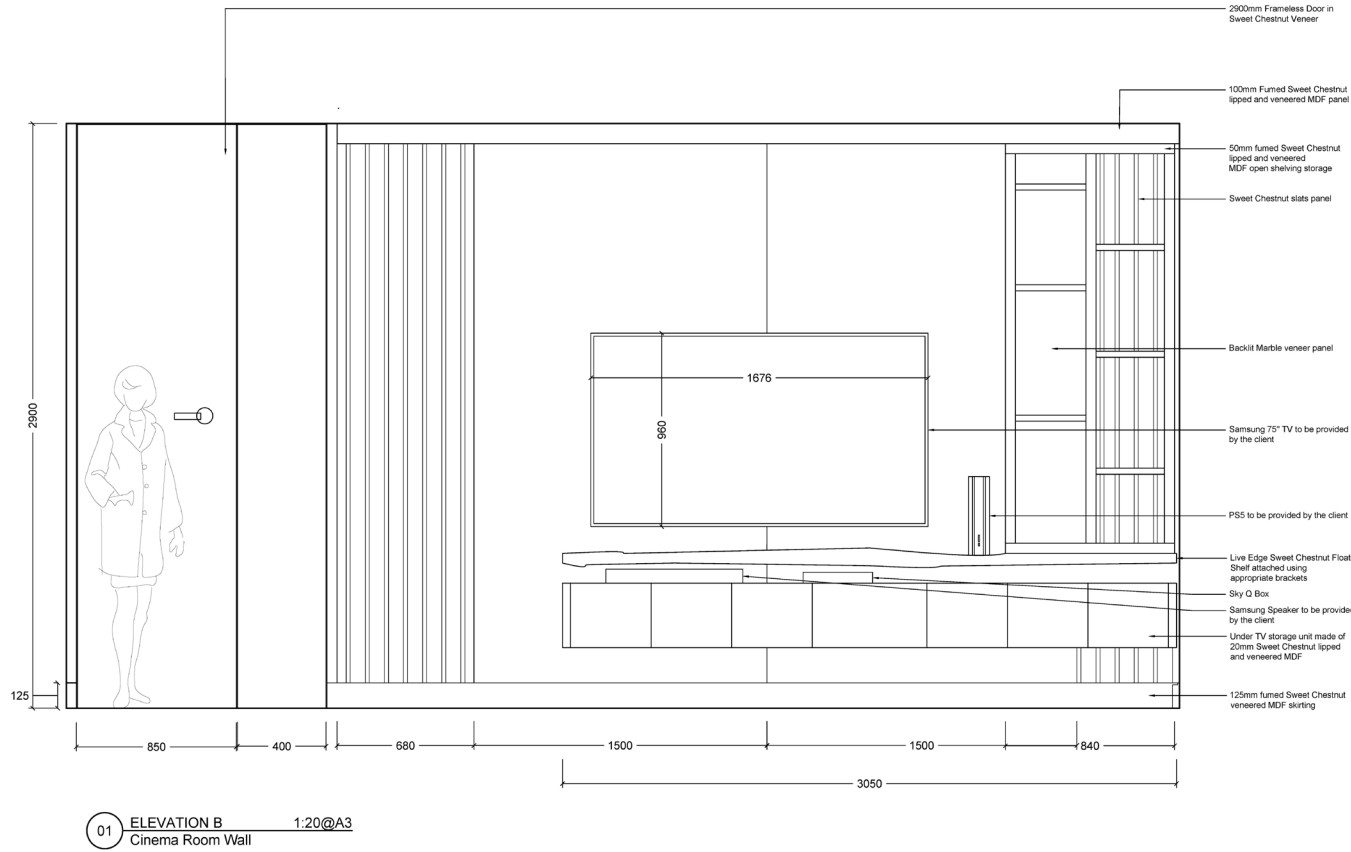 2900mm Frameless Door in
Sweet Chestnut Veneer
100mm Fumed Sweet Chestnut
lipped and veneered MDF panel
50mm fumed Sweet Chestnut
lipped and veneered
MDF open shelving storage
Sweet Chestnut slats panel
Backlit Marble veneer panel
1676
960
2900
Samsung 75" TV to be provided
by the client
PS5 to be provided by the client
Live Edge Sweet Chestnut Float
Shelf attached using
appropriate brackets
Sky Q Box
Samsung Speaker to be provide
by the client
Under TV storage unit made of
20mm Sweet Chestnut lipped
and veneered MDF
125
125mm fumed Sweet Chestnut
veneered MDF skirting
850
400
680
1500
1500
840
3050
01
ELEVATION B 1:20@A3
Cinema Room Wall